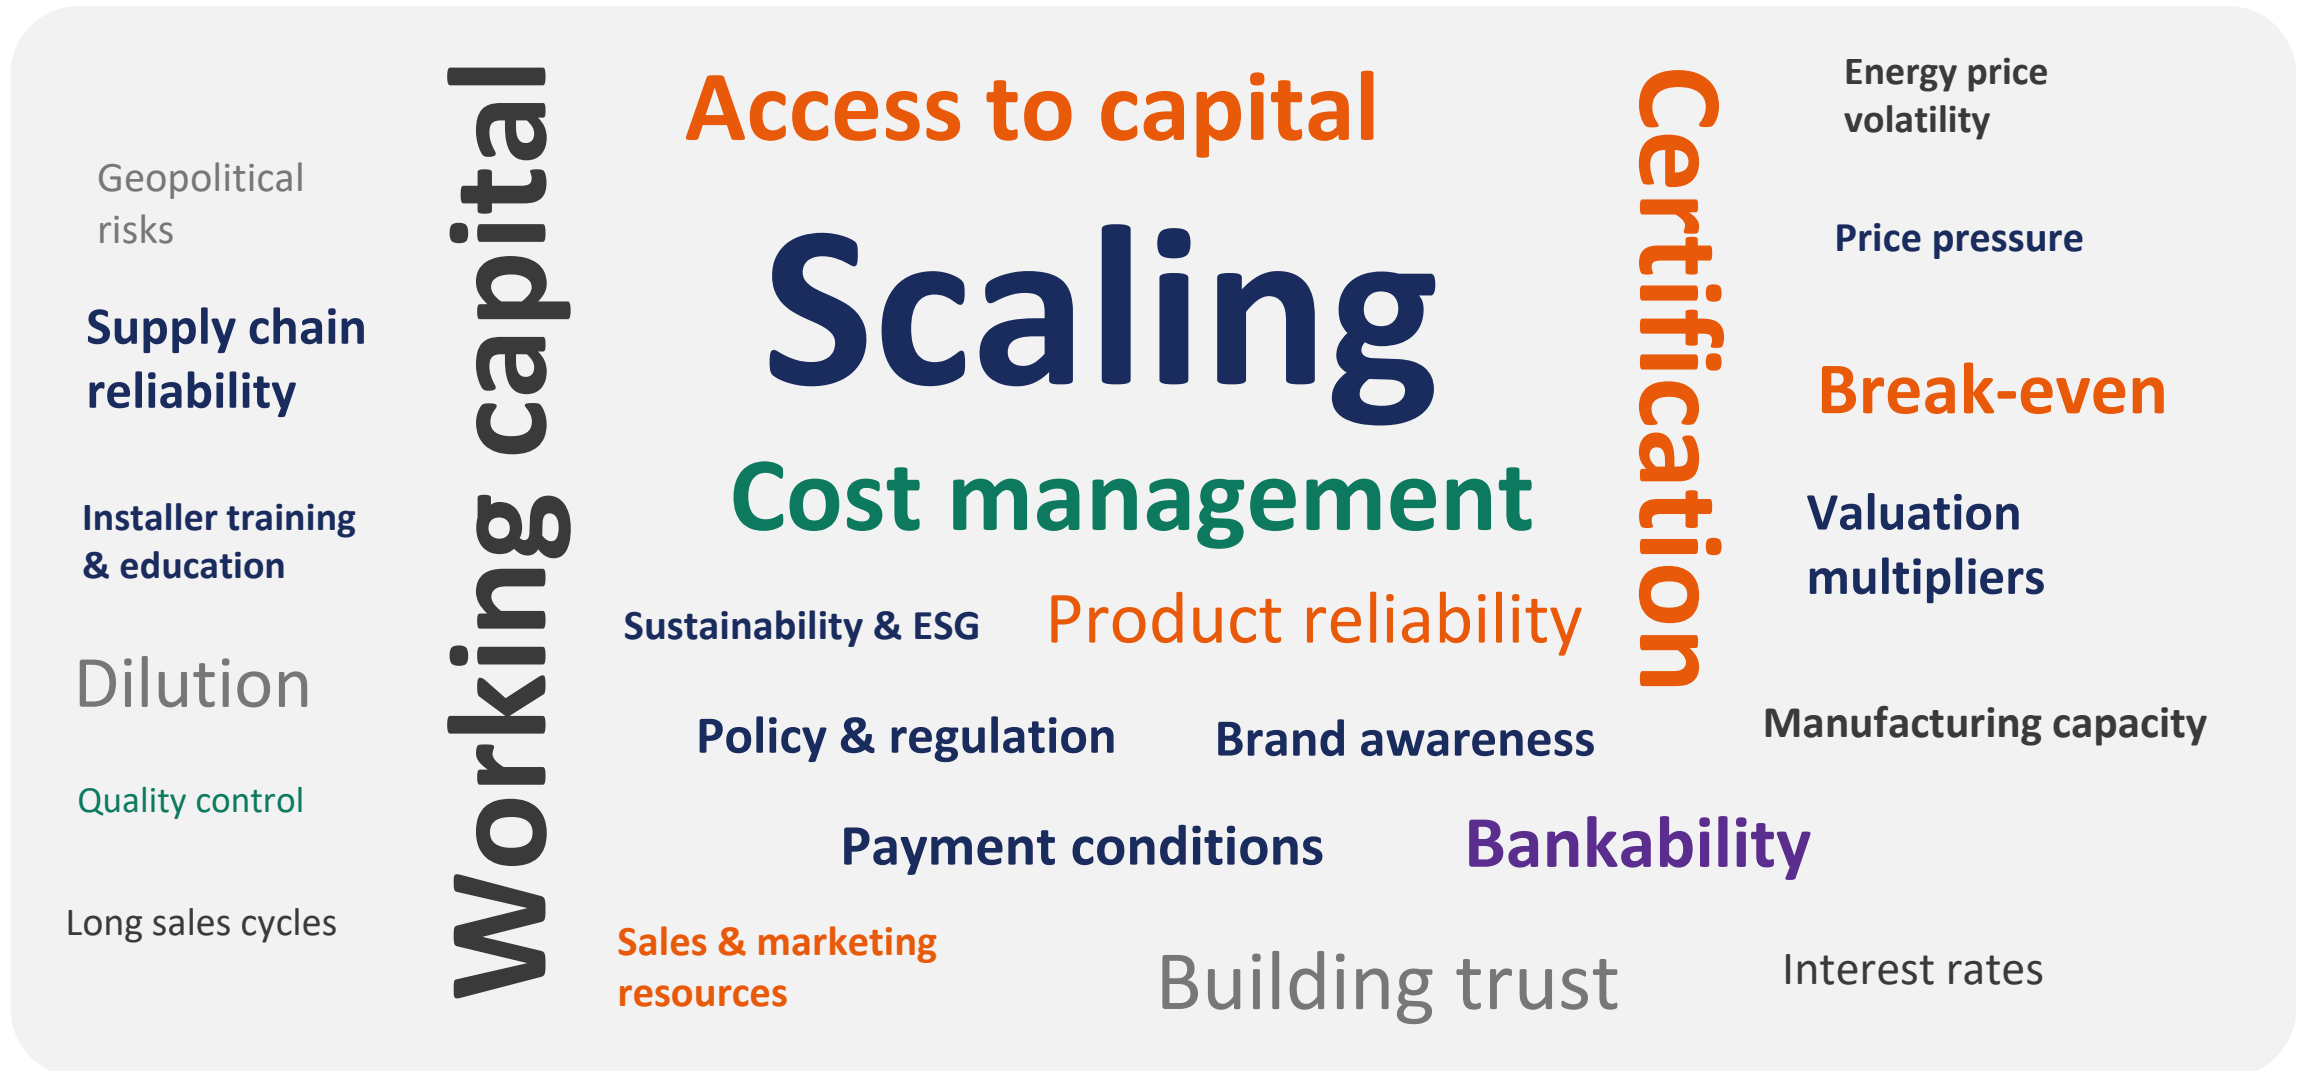 Geopolitical
risks
Supply chain
reliability
Installer training
& education
Dilution
Quality control
Long sales cycles
Working capital
Access to capital
Scaling
Cost management
Sustainability & ESG
Product reliability
Policy & regulation
Brand awareness
Payment conditions
Bankability
Sales & marketing
resources
Building trust
Certification
Energy price
volatility
Price pressure
Break-even
Valuation
multipliers
Manufacturing capacity
Interest rates